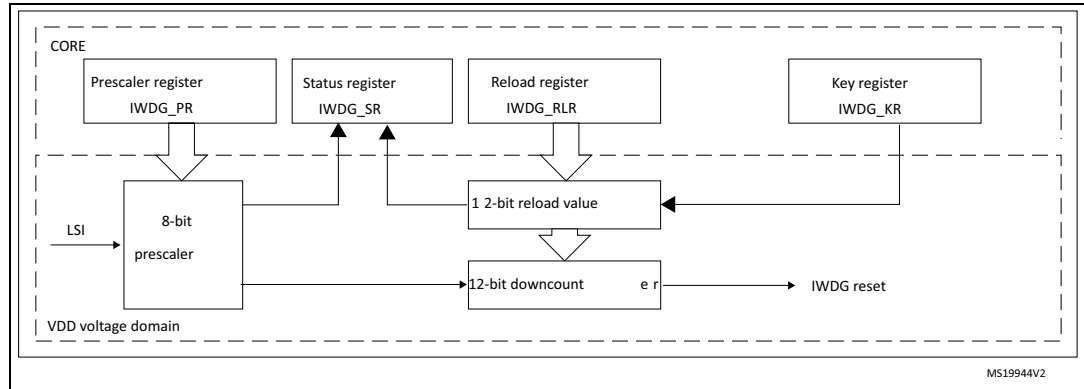 CORE
Prescaler register
IWDG_PR
Status register
IWDG_SR
Reload register
IWDG_RLR
Key register
IWDG_KR
8-bit
prescaler
LSI
1 2-bit reload value
12-bit downcount e r
IWDG reset
VDD voltage domain
MS19944V2